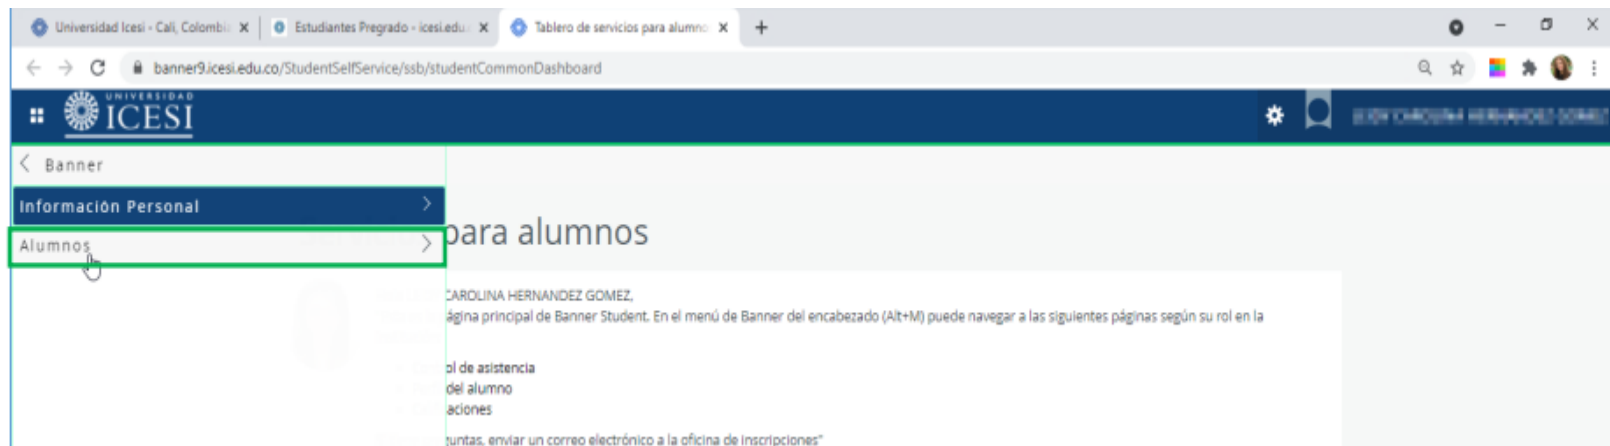 Universidad Icesi - Cali, Colombi
Estudiantes Pregrado - icesi.edu.
Tablero de servicios para alumno
banner9.icesi.edu.co/StudentSelfService/ssb/studentCommonDashboard
UNIVERSIDAD
ICESI
Banner
Información Personal
Alumnos
para alumnos
CAROLINA HERNANDEZ GOMEZ,
ágina principal de Banner Student. En el menú de Banner del encabezado (Alt+M) puede navegar a las siguientes páginas según su rol en la
ol de asistencia
del alumno
aciones
guntas, enviar un correo electrónico a la oficina de inscripciones"